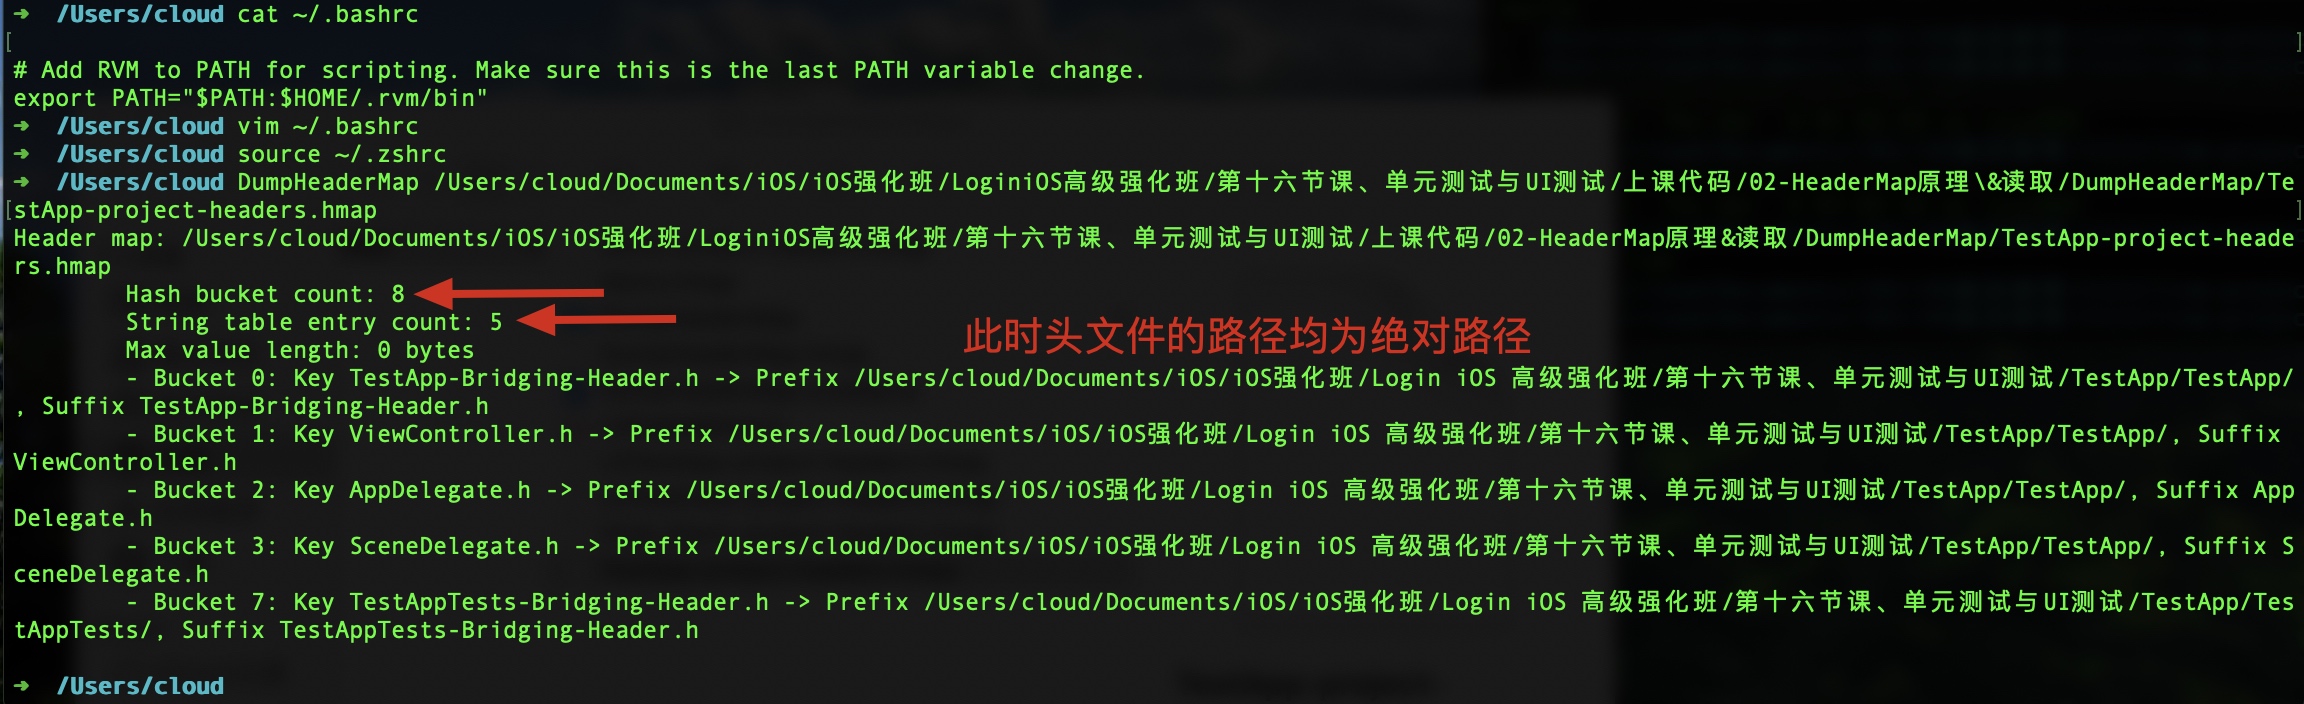 ➜  /Users/cloud cat ~/.bashrc
[ ]
# Add RVM to PATH for scripting. Make sure this is the last PATH variable change.
export PATH="$PATH:$HOME/.rvm/bin"
➜  /Users/cloud vim ~/.bashrc
➜  /Users/cloud source ~/.zshrc
➜  /Users/cloud DumpHeaderMap /Users/cloud/Documents/iOS/iOS强化班/LoginiOS高级强化班/第十六节课、单元测试与UI测试/上课代码/02-HeaderMap原理\&读取/DumpHeaderMap/Te
[stApp-project-headers.hmap ]
Header map: /Users/cloud/Documents/iOS/iOS强化班/LoginiOS高级强化班/第十六节课、单元测试与UI测试/上课代码/02-HeaderMap原理&读取/DumpHeaderMap/TestApp-project-heade
rs.hmap
Hash bucket count: 8
String table entry count: 5
此时头文件的路径均为绝对路径
Max value length: 0 bytes
- Bucket 0: Key TestApp-Bridging-Header.h -> Prefix /Users/cloud/Documents/iOS/iOS强化班/Login iOS 高级强化班/第十六节课、单元测试与UI测试/TestApp/TestApp/
, Suffix TestApp-Bridging-Header.h
- Bucket 1: Key ViewController.h -> Prefix /Users/cloud/Documents/iOS/iOS强化班/Login iOS 高级强化班/第十六节课、单元测试与UI测试/TestApp/TestApp/, Suffix
ViewController.h
- Bucket 2: Key AppDelegate.h -> Prefix /Users/cloud/Documents/iOS/iOS强化班/Login iOS 高级强化班/第十六节课、单元测试与UI测试/TestApp/TestApp/, Suffix App
Delegate.h
- Bucket 3: Key SceneDelegate.h -> Prefix /Users/cloud/Documents/iOS/iOS强化班/Login iOS 高级强化班/第十六节课、单元测试与UI测试/TestApp/TestApp/, Suffix S
ceneDelegate.h
- Bucket 7: Key TestAppTests-Bridging-Header.h -> Prefix /Users/cloud/Documents/iOS/iOS强化班/Login iOS 高级强化班/第十六节课、单元测试与UI测试/TestApp/Tes
tAppTests/, Suffix TestAppTests-Bridging-Header.h
➜  /Users/cloud